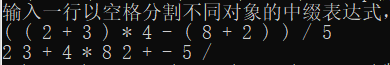 输入一行以空格分割不同对象的中缀表达式,
( ( 2 + 3 ) * 4 - ( 8 + 2 ) ) / 5
2 3 + 4 * 8 2 + - 5 /